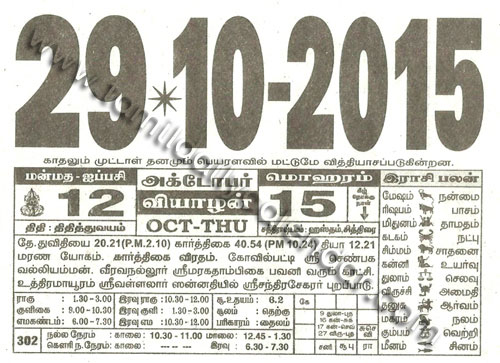 29-10-2015
காதலும் முட்டாள் தனமும் பெயரளவில் மட்டுமே வித்தியாசப்படுகின்றன.
மன்மத - ஐப்பசி அக்டோபர் மொஹரம் இராசி பலன்
12 வியாழன் 15
திதி : திதித்துவயம் OCT-THU சந்திராஷ்டமம் : ஹஸ்தம், சித்திரை
கீழ் நோக்கு நாள்
தே. துவிதியை 20.21 (P.M.2.10) கார்த்திகை 40.54 (PM 10.24) தியா 12.21
மரண யோகம். கார்த்திகை விரதம். கோவில்பட்டி ஸ்ரீ செண்பக
வல்லியம்மன். வீரவநல்லூர் ஸ்ரீமரகதாம்பிகை பவனி வரும் காட்சி.
உத்திரமாயூரம் ஸ்ரீவள்ளலார் ஸன்னதியில் ஸ்ரீசந்திரசேகரர் புறப்பாடு.
ராகு : 1.30 - 3.00 இரவு ராகு : 10.30 - 12.00 சூ.உதயம் : 6.2
குளிகை : 9.00 - 10.30 இரவு குளி : 1.30 - 3.00 சூலம் : தெற்கு
எமகண்டம் : 6.00 - 7.30 இரவு எம : 10.30 - 12.00 பரிகாரம் : தைலம்
302 நல்ல நேரம் : காலை : 10.30 - 11.00 மாலை : 12.45 - 1.30
கௌரி ந.நேரம் : காலை : இரவு : 6.30 - 7.30
மேஷம் நன்மை
ரிஷபம் பாசம்
மிதுனம் தாமதம்
கடகம் நட்பு
சிம்மம் சாதனை
கன்னி உயர்வு
துலாம் செலவு
விருச் அமைதி
தனுசு ஆர்வம்
மகரம் நலம்
கும்பம் வெற்றி
மீனம் சினம்